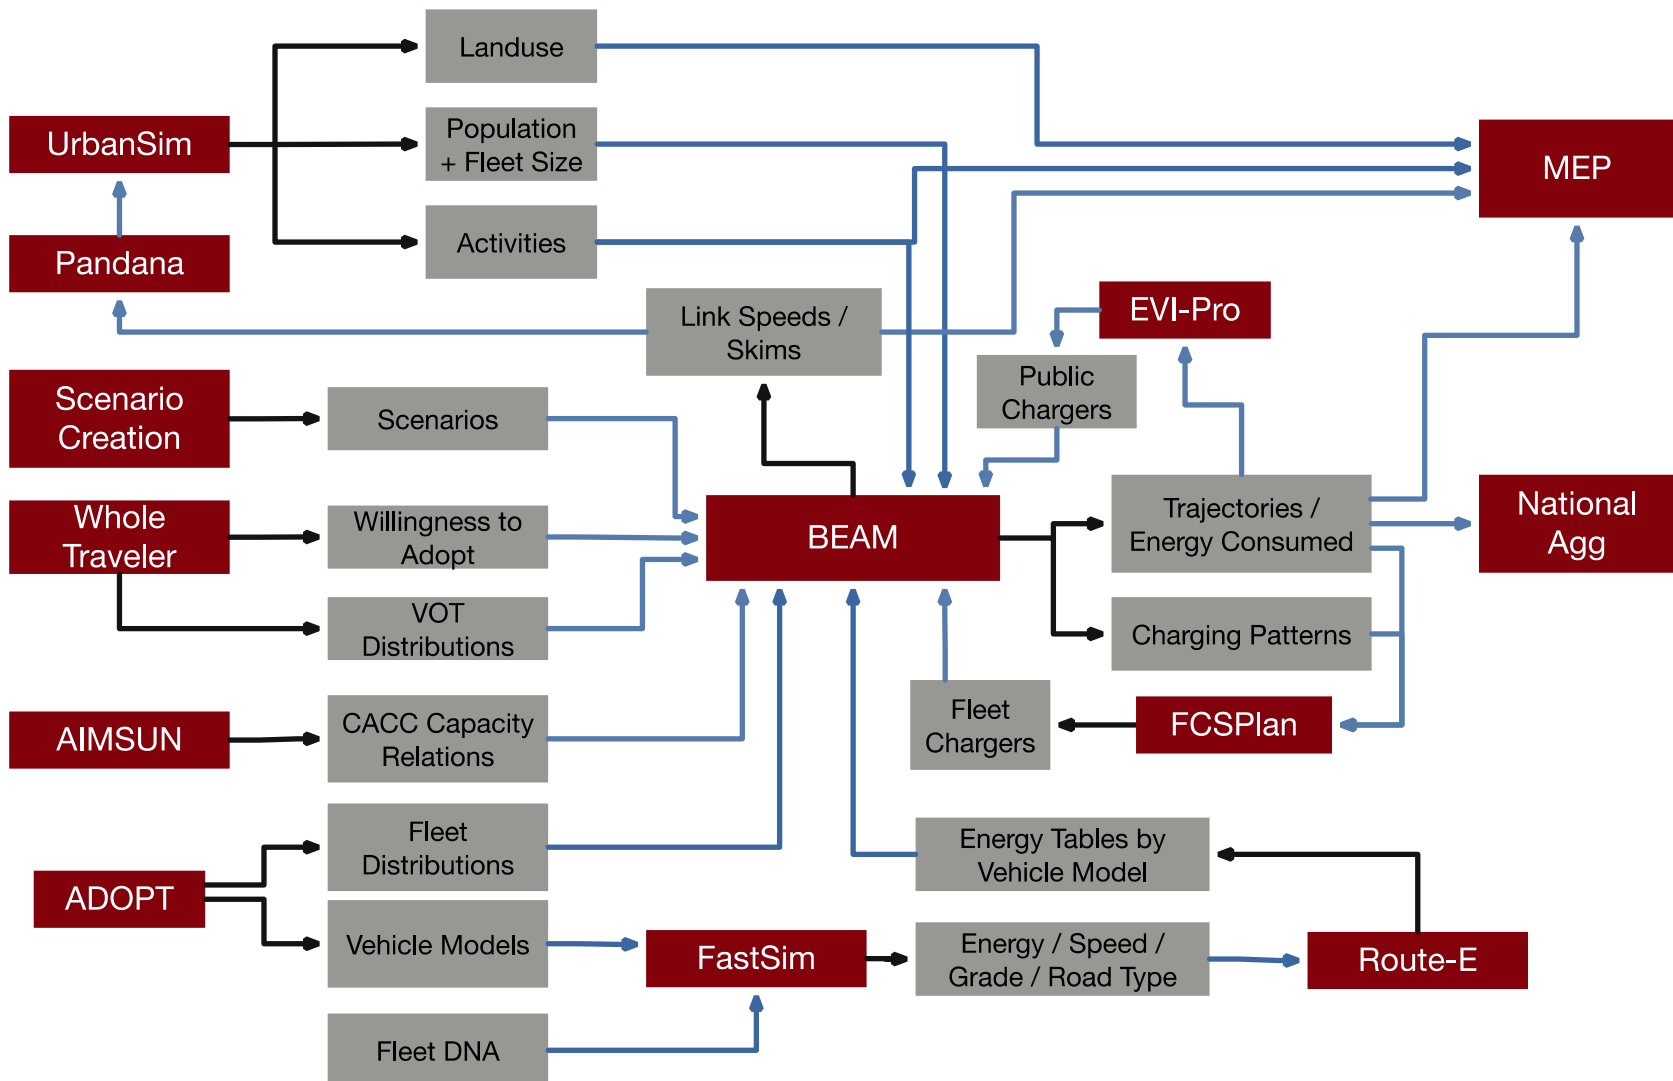 Landuse
UrbanSim
Population
+ Fleet Size
MEP
Pandana
Activities
Link Speeds /
Skims
EVI-Pro
Public
Chargers
Scenario
Creation
Scenarios
Whole
Traveler
Willingness to
Adopt
BEAM
Trajectories /
Energy Consumed
National
Agg
VOT
Distributions
Charging Patterns
AIMSUN
CACC Capacity
Relations
Fleet
Chargers
FCSPlan
Fleet
Distributions
Energy Tables by
Vehicle Model
ADOPT
Vehicle Models
FastSim
Energy / Speed /
Grade / Road Type
Route-E
Fleet DNA